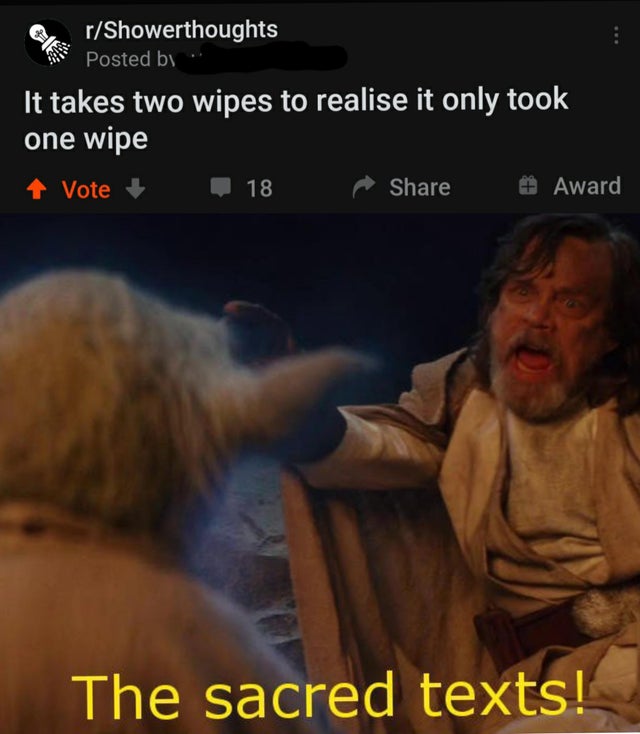 r/Showerthoughts
Posted by
It takes two wipes to realise it only took
one wipe
Vote 18 Share Award
The sacred texts!